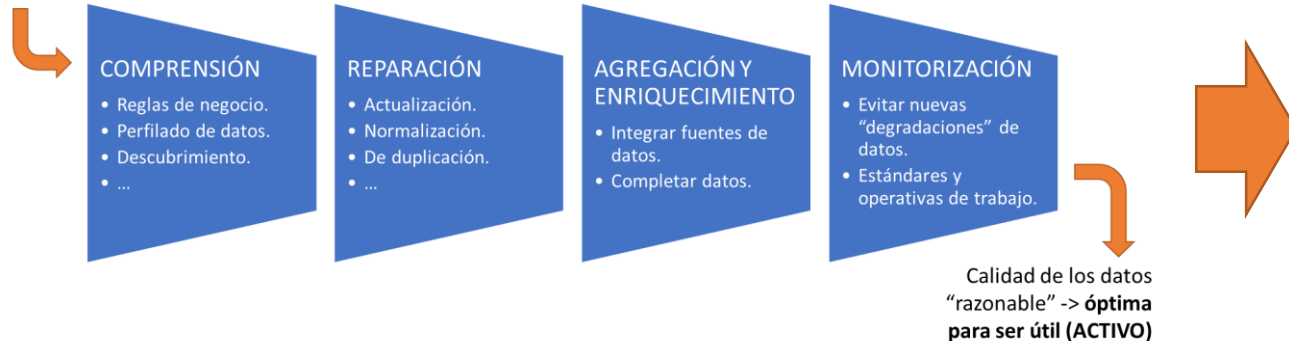 COMPRENSIÓN
• Reglas de negocio.
• Perfilado de datos.
• Descubrimiento.
• ...
REPARACIÓN
• Actualización.
• Normalización.
• De duplicación.
• ...
AGREGACIÓN Y
ENRIQUECIMIENTO
• Integrar fuentes de
datos.
• Completar datos.
MONITORIZACIÓN
• Evitar nuevas
“degradaciones” de
datos.
• Estándares y
operativas de trabajo.
Calidad de los datos
“razonable” -> óptima
para ser útil (ACTIVO)